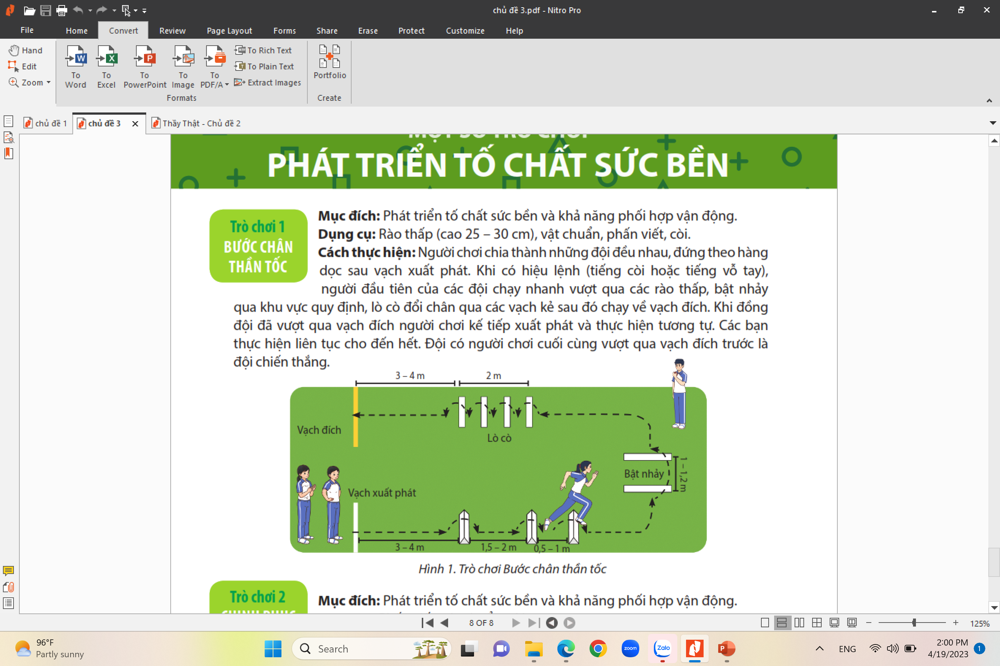 chủ đề 3.pdf - Nitro Pro
File
Home
Convert
Review
Page Layout
Forms
Share
Erase
Protect
Customize
Help
Hand
Edit
Zoom
To Word
To Excel
To PowerPoint
To Image
To PDF/A
To Rich Text
To Plain Text
Extract Images
Formats
Portfolio
Create
chủ đề 1
chủ đề 3
Thầy Thật - Chủ đề 2
MỘT SỐ TRÒ CHƠI
PHÁT TRIỂN TỐ CHẤT SỨC BỀN
Trò chơi 1
BƯỚC CHÂN
THẦN TỐC
Mục đích: Phát triển tố chất sức bền và khả năng phối hợp vận động.
Dụng cụ: Rào thấp (cao 25 – 30 cm), vật chuẩn, phấn viết, còi.
Cách thực hiện: Người chơi chia thành những đội đều nhau, đứng theo hàng
dọc sau vạch xuất phát. Khi có hiệu lệnh (tiếng còi hoặc tiếng vỗ tay),
người đầu tiên của các đội chạy nhanh vượt qua các rào thấp, bật nhảy
qua khu vực quy định, lò cò đổi chân qua các vạch kẻ sau đó chạy về vạch đích. Khi đồng
đội đã vượt qua vạch đích người chơi kế tiếp xuất phát và thực hiện tương tự. Các bạn
thực hiện liên tục cho đến hết. Đội có người chơi cuối cùng vượt qua vạch đích trước là
đội chiến thắng.
3 – 4 m
2 m
Vạch đích
Lò cò
Bật nhảy
1 – 1,2 m
Vạch xuất phát
3 – 4 m
1,5 – 2 m
0,5 – 1 m
Hình 1. Trò chơi Bước chân thần tốc
Trò chơi 2
Mục đích: Phát triển tố chất sức bền và khả năng phối hợp vận động.
8 OF 8
125%
96°F
Partly sunny
Search
zoom
Zalo
ENG
2:00 PM
4/19/2023
1